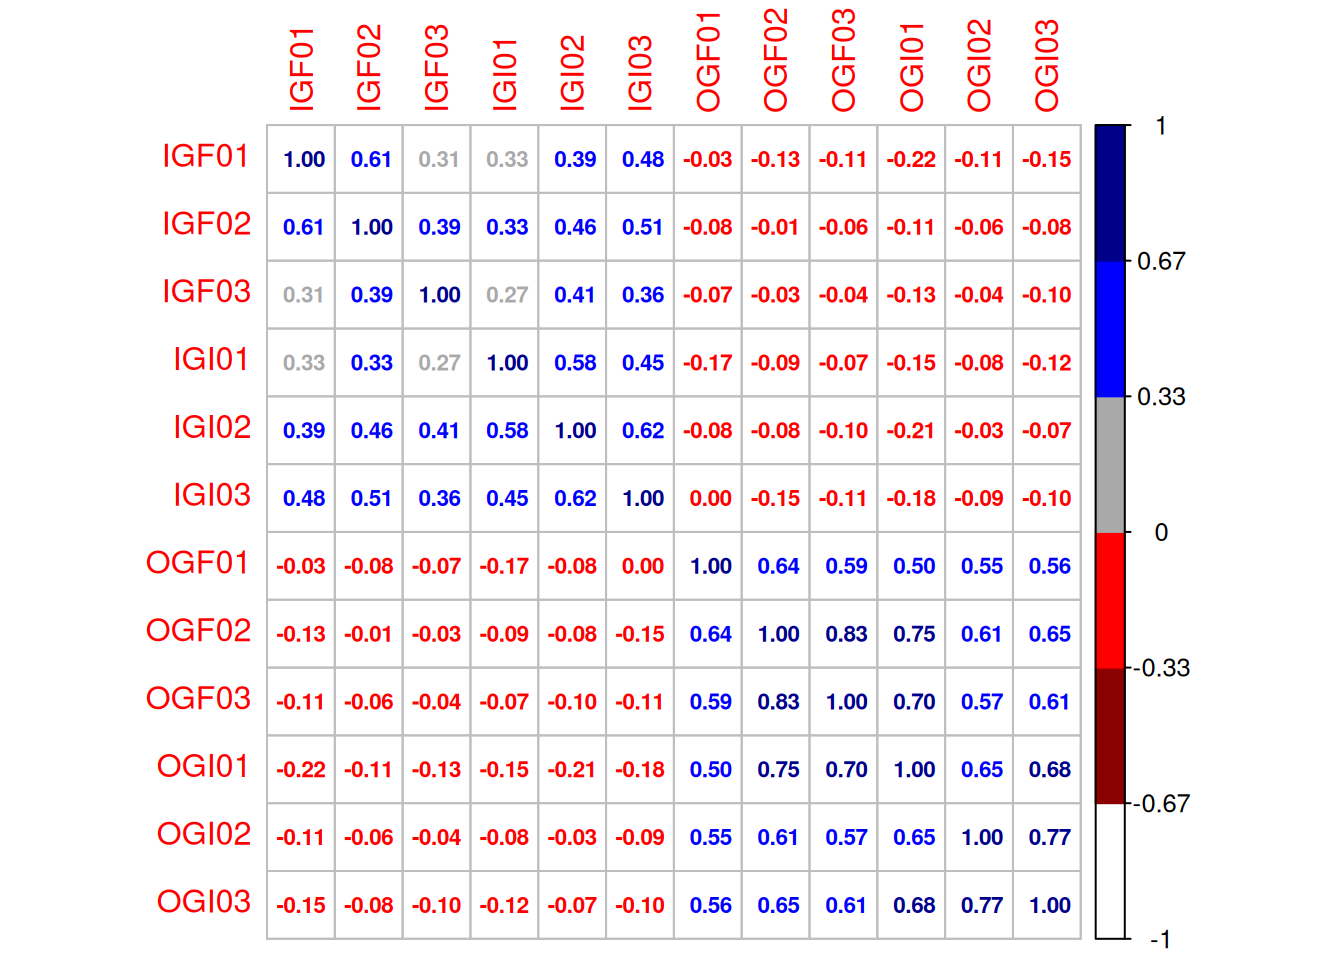 IGF01 IGF02 IGF03 IGI01 IGI02 IGI03 OGF01 OGF02 OGF03 OGI01 OGI02 OGI03
IGF01 1.00 0.61 0.31 0.33 0.39 0.48 -0.03 -0.13 -0.11 -0.22 -0.11 -0.15
IGF02 0.61 1.00 0.39 0.33 0.46 0.51 -0.08 -0.01 -0.06 -0.11 -0.06 -0.08
IGF03 0.31 0.39 1.00 0.27 0.41 0.36 -0.07 -0.03 -0.04 -0.13 -0.04 -0.10
IGI01 0.33 0.33 0.27 1.00 0.58 0.45 -0.17 -0.09 -0.07 -0.15 -0.08 -0.12
IGI02 0.39 0.46 0.41 0.58 1.00 0.62 -0.08 -0.08 -0.10 -0.21 -0.03 -0.07
IGI03 0.48 0.51 0.36 0.45 0.62 1.00 0.00 -0.15 -0.11 -0.18 -0.09 -0.10
OGF01 -0.03 -0.08 -0.07 -0.17 -0.08 0.00 1.00 0.64 0.59 0.50 0.55 0.56
OGF02 -0.13 -0.01 -0.03 -0.09 -0.08 -0.15 0.64 1.00 0.83 0.75 0.61 0.65
OGF03 -0.11 -0.06 -0.04 -0.07 -0.10 -0.11 0.59 0.83 1.00 0.70 0.57 0.61
OGI01 -0.22 -0.11 -0.13 -0.15 -0.21 -0.18 0.50 0.75 0.70 1.00 0.65 0.68
OGI02 -0.11 -0.06 -0.04 -0.08 -0.03 -0.09 0.55 0.61 0.57 0.65 1.00 0.77
OGI03 -0.15 -0.08 -0.10 -0.12 -0.07 -0.10 0.56 0.65 0.61 0.68 0.77 1.00
1
0.67
0.33
0
-0.33
-0.67
-1